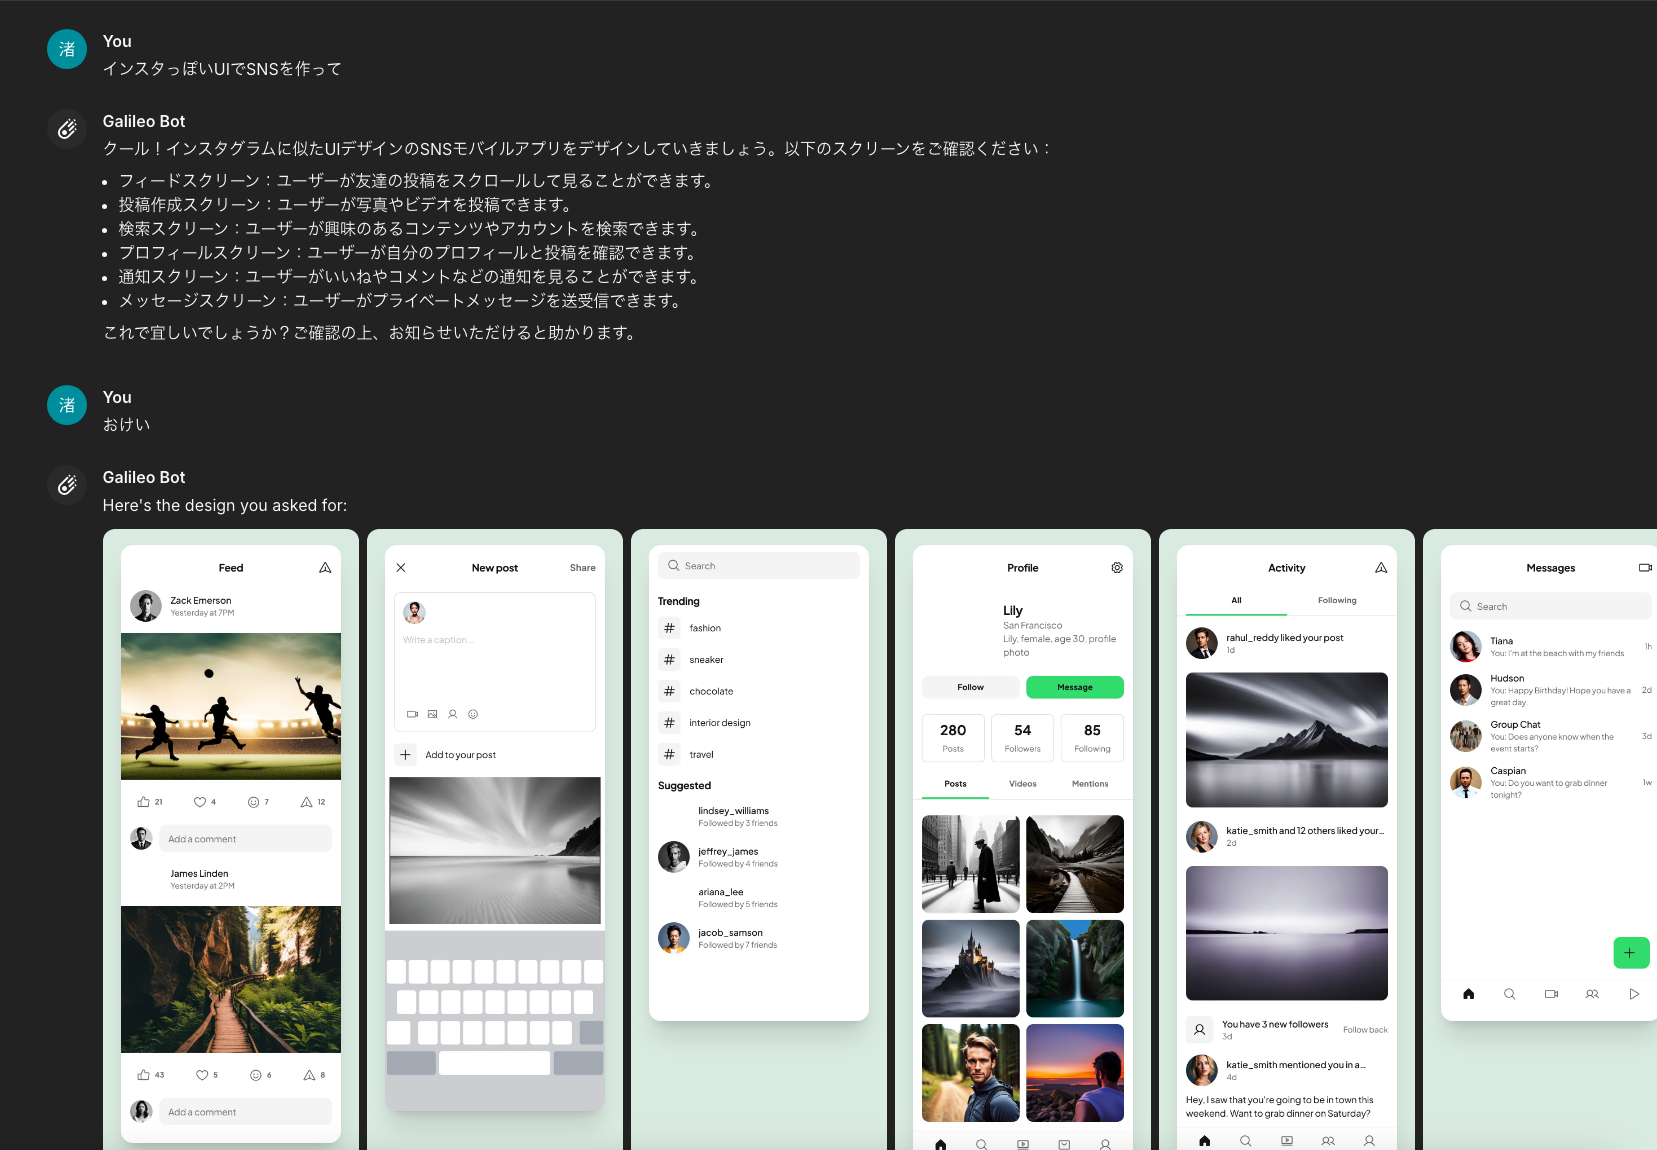 渚
You
インスタっぽいUIでSNSを作って
Galileo Bot
クール！インスタグラムに似たUIデザインのSNSモバイルアプリをデザインしていきましょう。以下のスクリーンをご確認ください：
• フィードスクリーン：ユーザーが友達の投稿をスクロールして見ることができます。
• 投稿作成スクリーン：ユーザーが写真やビデオを投稿できます。
• 検索スクリーン：ユーザーが興味のあるコンテンツやアカウントを検索できます。
• プロフィールスクリーン：ユーザーが自分のプロフィールと投稿を確認できます。
• 通知スクリーン：ユーザーがいいねやコメントなどの通知を見ることができます。
• メッセージスクリーン：ユーザーがプライベートメッセージを送受信できます。
これで宜しいでしょうか？ご確認の上、お知らせいただけると助かります。
渚
You
おけい
Galileo Bot
Here's the design you asked for:
Feed
Zack Emerson
Yesterday at 7PM
21 4 7 12
Add a comment
James Linden
Yesterday at 2PM
43 5 6 8
Add a comment
New post
Share
Write a caption...
Add to your post
Search
Trending
# fashion
# sneaker
# chocolate
# interior design
# travel
Suggested
lindsey_williams
Followed by 3 friends
jeffrey_james
Followed by 4 friends
ariana_lee
Followed by 5 friends
jacob_samson
Followed by 7 friends
Profile
Lily
San Francisco
Lily, female, age 30, profile
photo
Follow
Message
280 54 85
Posts Followers Following
Posts Videos Mentions
Activity
All Following
rahul_reddy liked your post
1d
katie_smith and 12 others liked your...
2d
You have 3 new followers
3d
Follow back
katie_smith mentioned you in a...
4d
Hey, I saw that you're going to be in town this
weekend. Want to grab dinner on Saturday?
Messages
Search
Tiana
You: I'm at the beach with my friends
1h
Hudson
You: Happy Birthday! Hope you have a
great day.
2d
Group Chat
You: Does anyone know when the
event starts?
3d
Caspian
You: Do you want to grab dinner
tonight?
1w